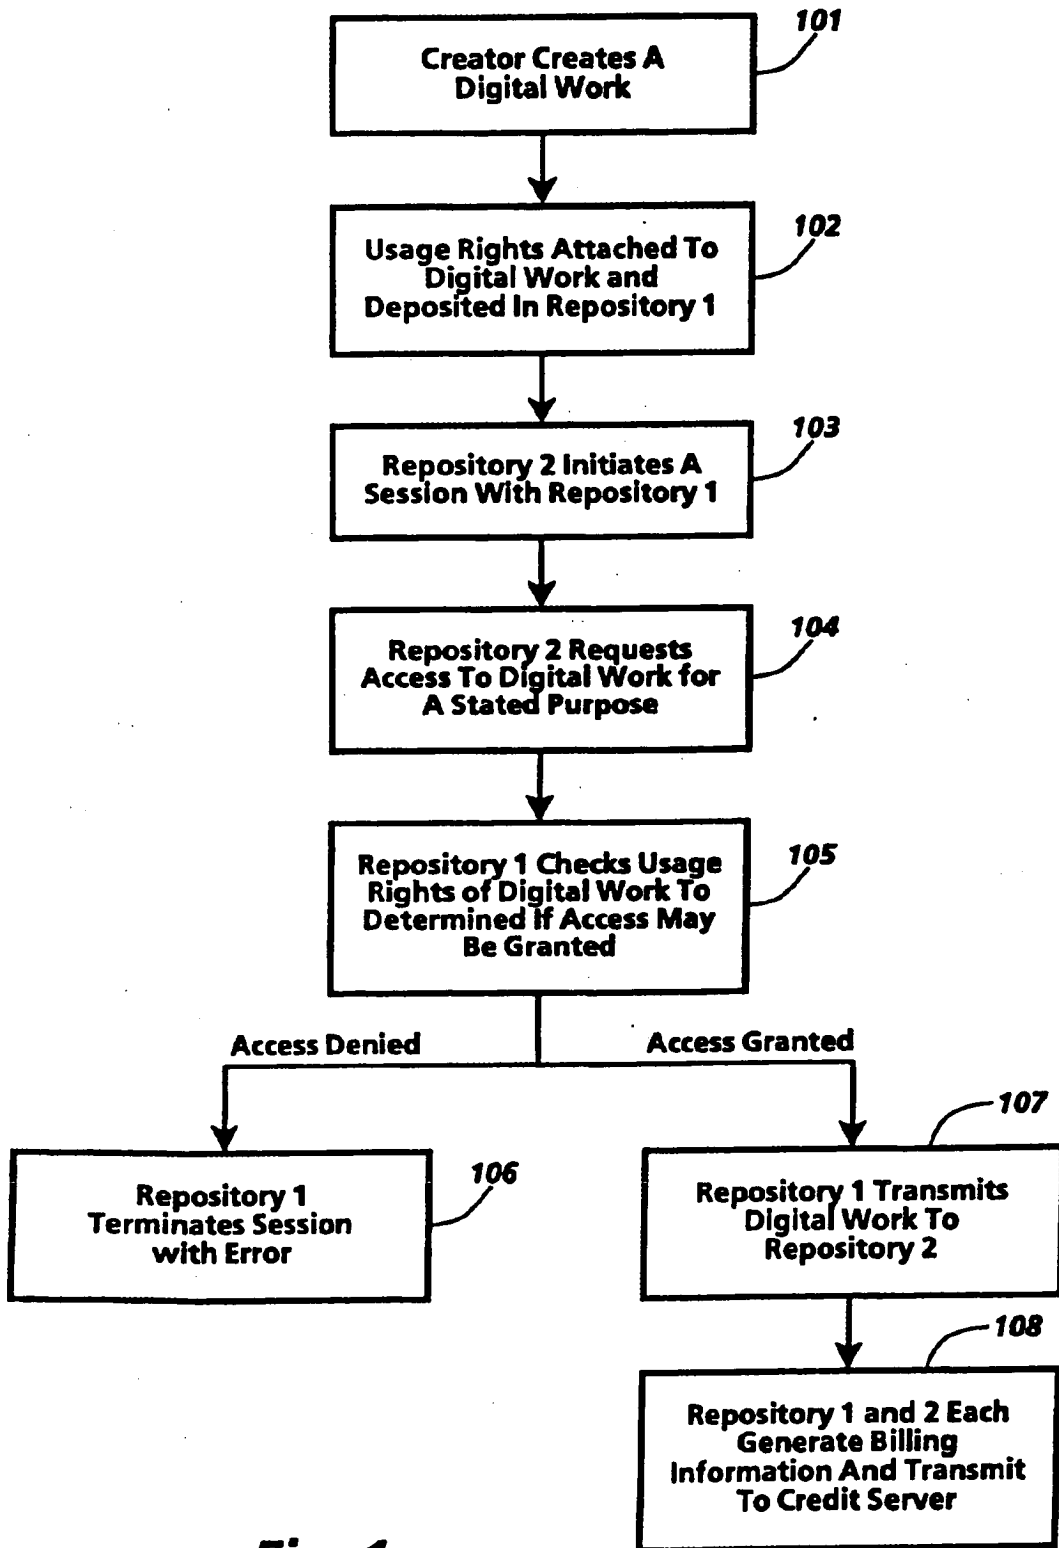 101
Creator Creates A
Digital Work
102
Usage Rights Attached To
Digital Work and
Deposited In Repository 1
103
Repository 2 Initiates A
Session With Repository 1
104
Repository 2 Requests
Access To Digital Work for
A Stated Purpose
105
Repository 1 Checks Usage
Rights of Digital Work To
Determined If Access May
Be Granted
Access Denied
Access Granted
106
Repository 1
Terminates Session
with Error
107
Repository 1 Transmits
Digital Work To
Repository 2
108
Repository 1 and 2 Each
Generate Billing
Information And Transmit
To Credit Server